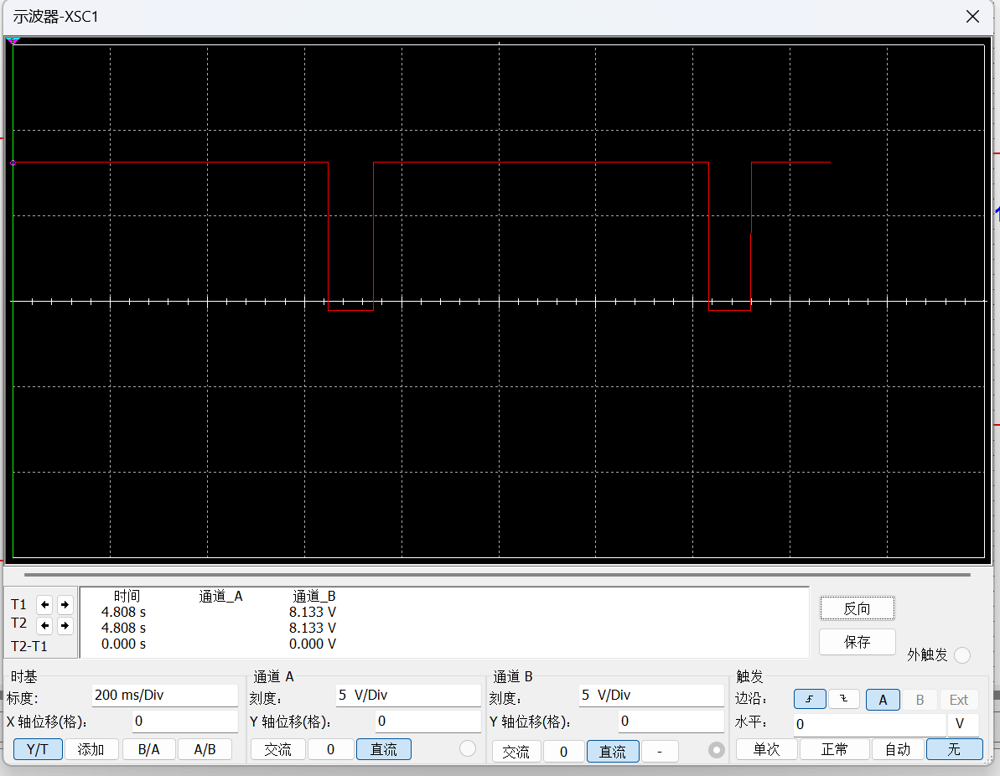 示波器-XSC1
T1
T2
T2-T1
时间 通道_A 通道_B
4.808 s 8.133 V
4.808 s 8.133 V
0.000 s 0.000 V
反向
保存
外触发
时基
标度: 200 ms/Div
X 轴位移(格): 0
Y/T 添加 B/A A/B
通道 A
刻度: 5 V/Div
Y 轴位移(格): 0
交流 0 直流
通道 B
刻度: 5 V/Div
Y 轴位移(格): 0
交流 0 直流 -
触发
边沿: A B Ext
水平: 0 V
单次 正常 自动 无